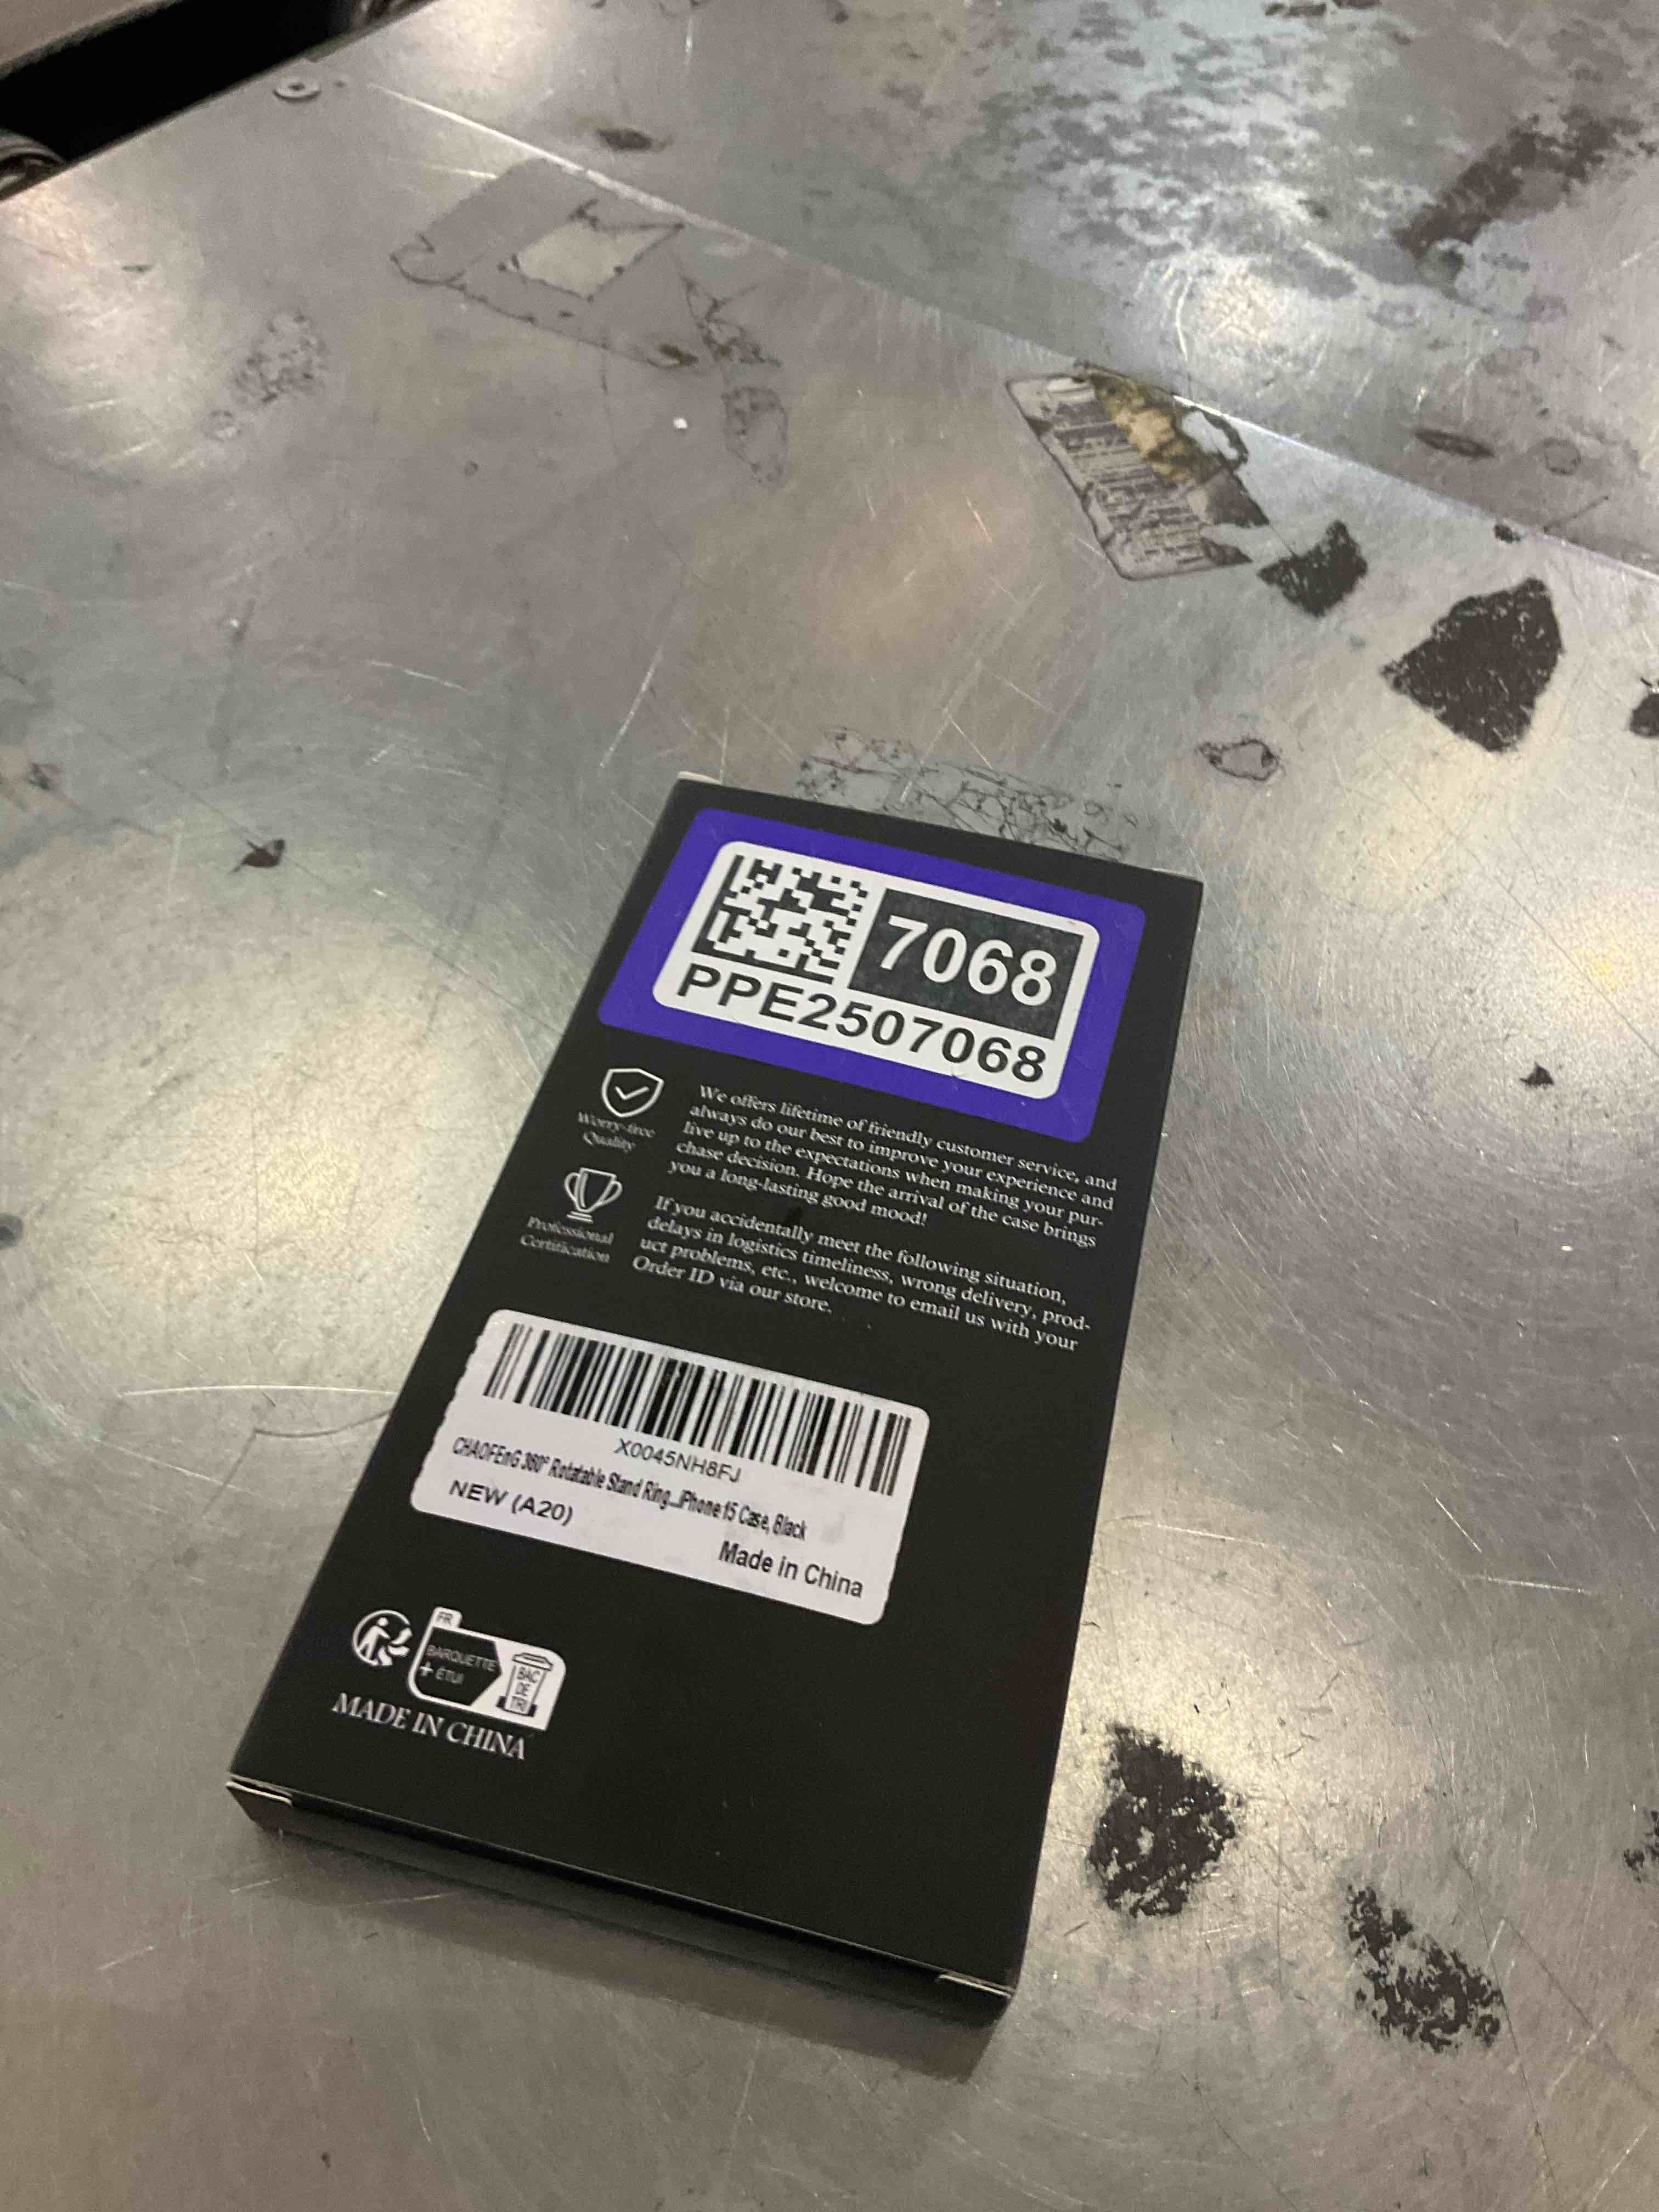 7068
PPE2507068
Worry-free
Quality
We offers lifetime of friendly customer service, and
always do our best to improve your experience and
live up to the expectations when making your pur-
chase decision. Hope the arrival of the case brings
you a long-lasting good mood!
Professional
Certification
If you accidentally meet the following situation,
delays in logistics timeliness, wrong delivery, prod-
uct problems, etc., welcome to email us with your
Order ID via our store.
X0045NH8FJ
CHAOFEnG 360° Rotatable Stand Ring...iPhone 15 Case, Black
NEW (A20)
Made in China
FR
BARQUETTE
+ ÉTUI
BAC
DE
TRI
MADE IN CHINA